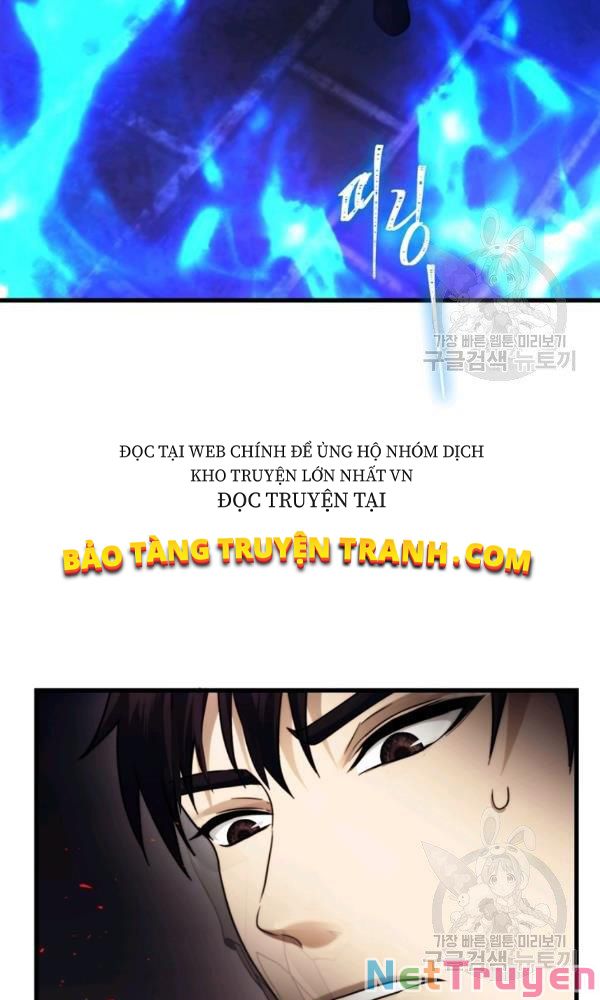 띠링
가장 빠른 웹툰 미리보기
구글검색 뉴토끼
ĐỌC TẠI WEB CHÍNH ĐỂ ỦNG HỘ NHÓM DỊCH
KHO TRUYỆN LỚN NHẤT VN
ĐỌC TRUYỆN TẠI
BẢO TÀNG TRUYỆN TRANH.COM
가장 빠른 웹툰 미리보기
구글검색 뉴토끼
NetTruyen